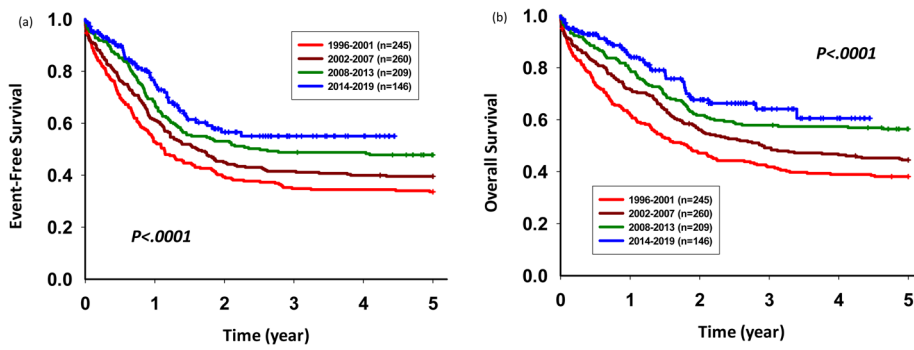 (a)
Event-Free Survival
1.0
0.8
0.6
0.4
0.2
0.0
1996-2001 (n=245)
2002-2007 (n=260)
2008-2013 (n=209)
2014-2019 (n=146)
P<.0001
0 1 2 3 4 5
Time (year)
(b)
Overall Survival
1.0
0.8
0.6
0.4
0.2
0.0
P<.0001
1996-2001 (n=245)
2002-2007 (n=260)
2008-2013 (n=209)
2014-2019 (n=146)
0 1 2 3 4 5
Time (year)